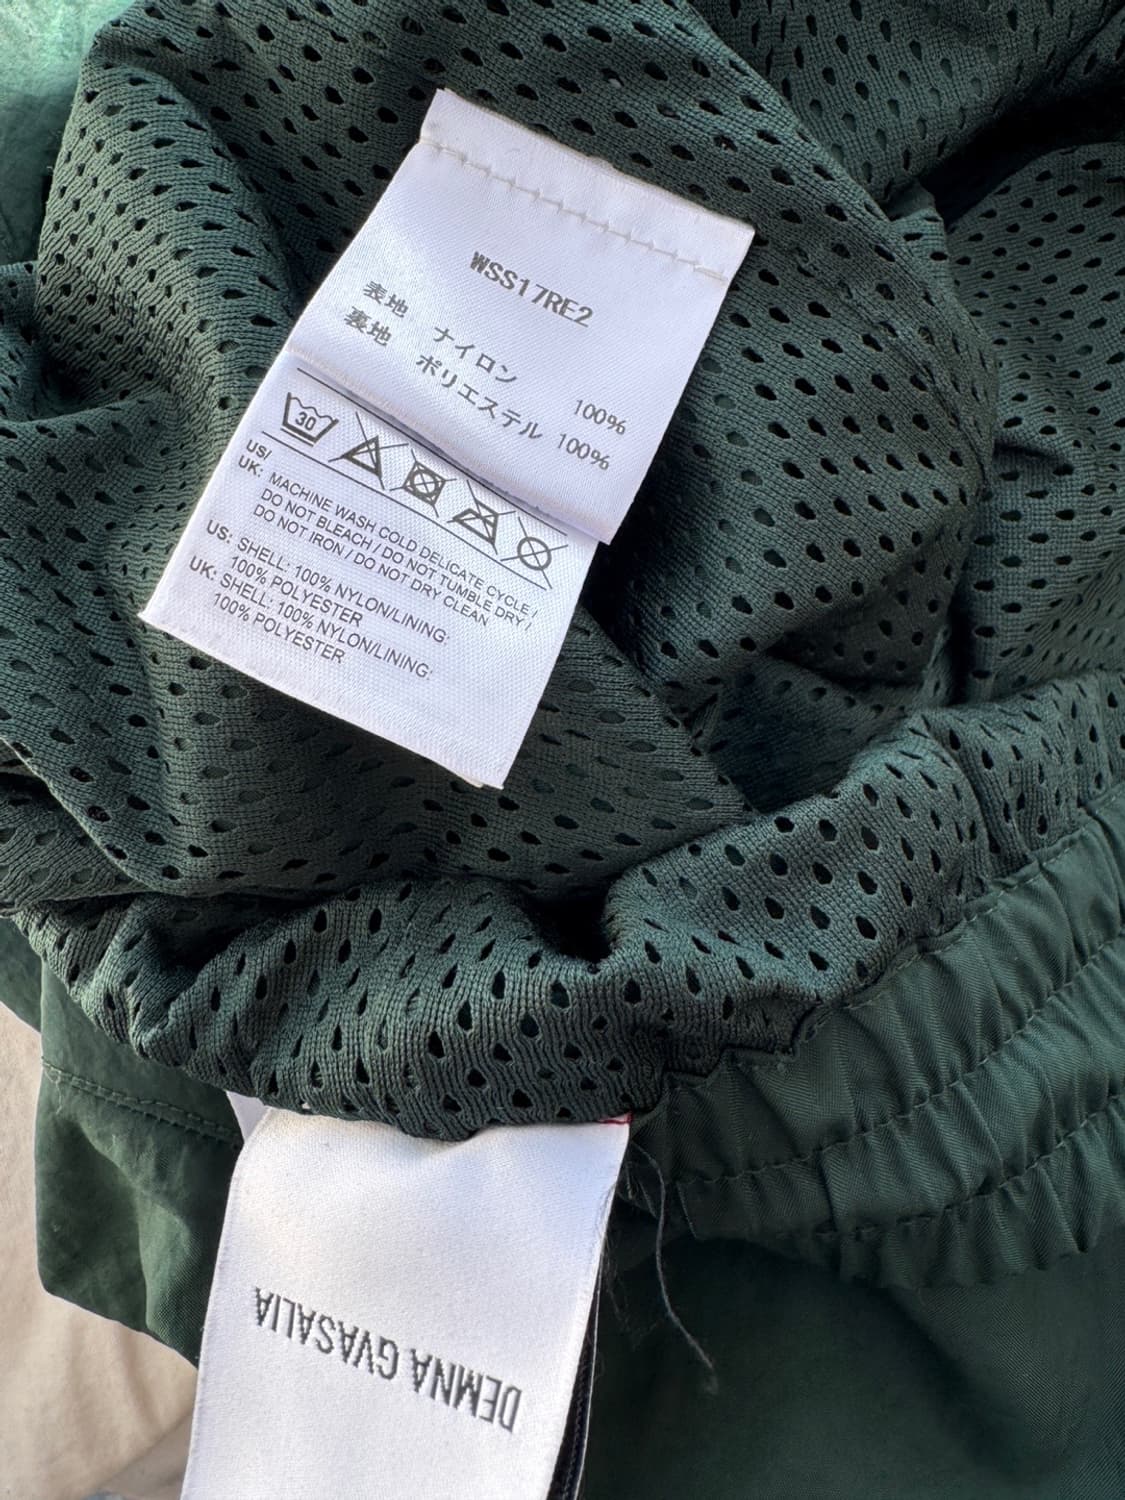 WSS17RE2
表地 ナイロン 100%
裏地 ポリエステル 100%
30
US/
UK: MACHINE WASH COLD DELICATE CYCLE /
DO NOT BLEACH / DO NOT TUMBLE DRY /
DO NOT IRON / DO NOT DRY CLEAN
US: SHELL: 100% NYLON/LINING:
100% POLYESTER
UK: SHELL: 100% NYLON/LINING:
100% POLYESTER
DEMNA GVASALIA